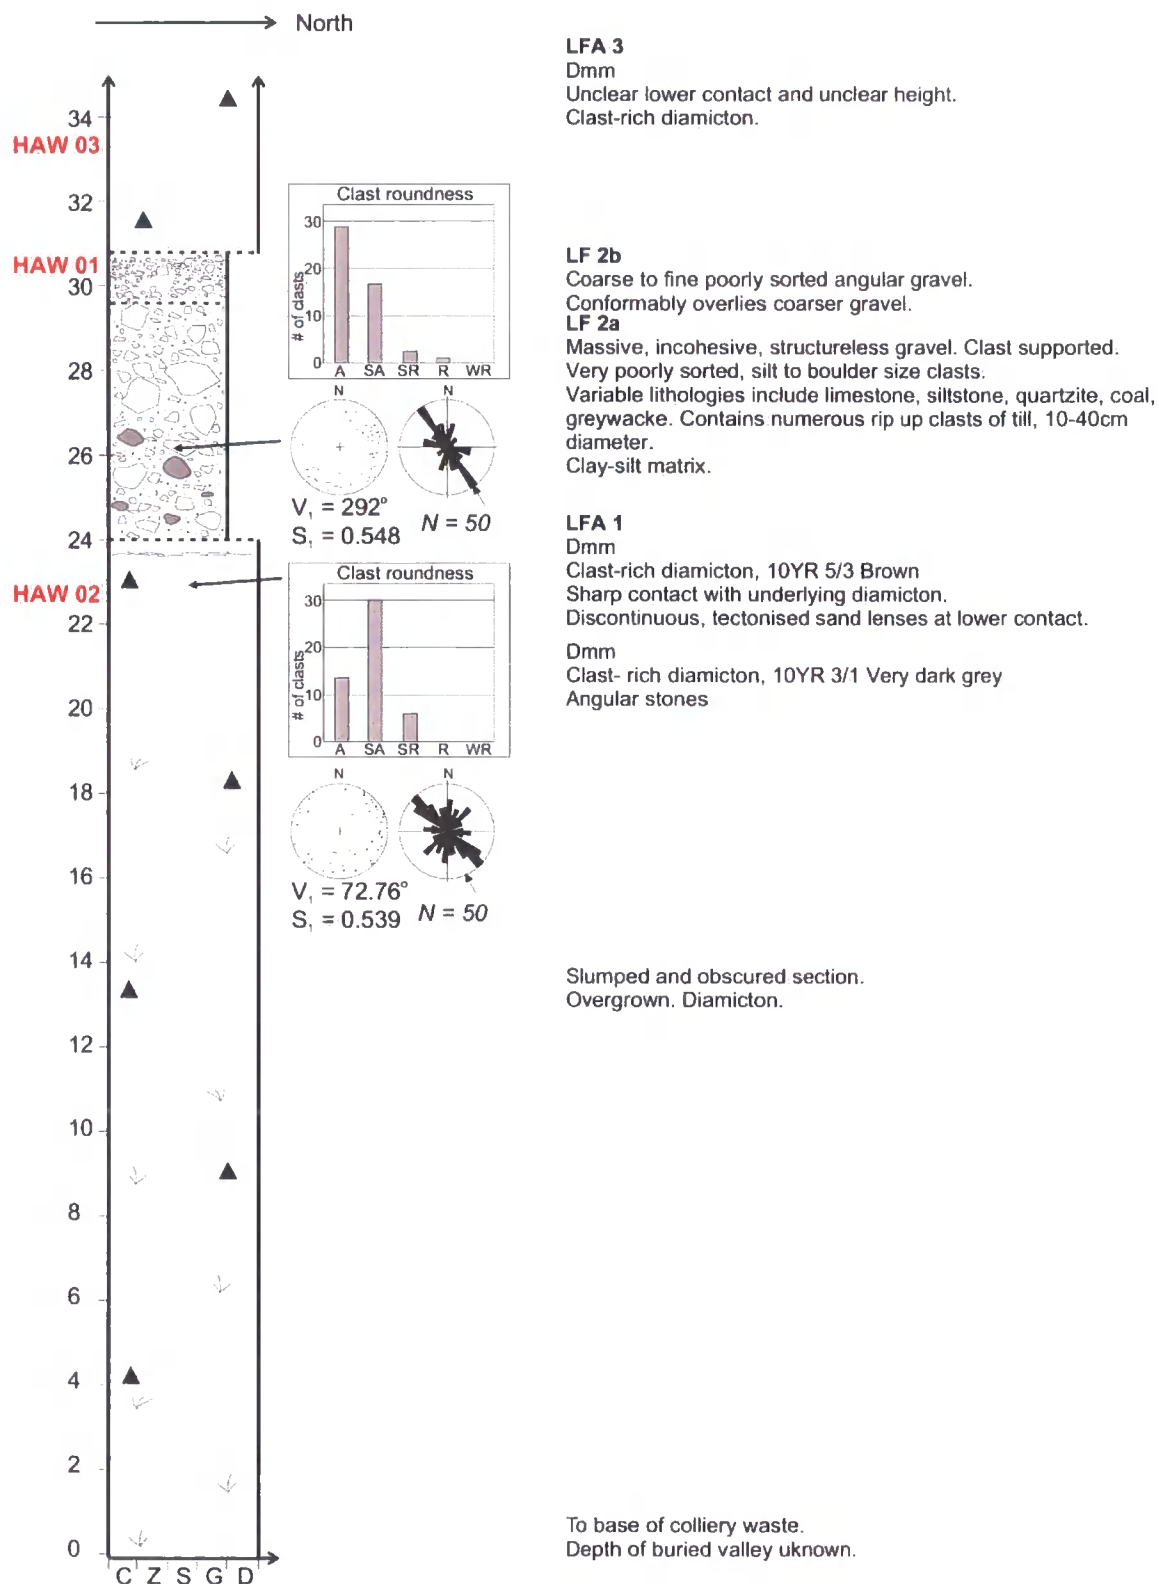 North
34
HAW 03
32
HAW 01
30
28
26
24
HAW 02
22
20
18
16
14
12
10
8
6
4
2
0
C Z S G D
Clast roundness
# of clasts
30
20
10
0
A SA SR R WR
N
N
V₁ = 292°
S₁ = 0.548
N = 50
Clast roundness
# of clasts
30
20
10
0
A SA SR R WR
N
N
V₁ = 72.76°
S₁ = 0.539
N = 50
LFA 3
Dmm
Unclear lower contact and unclear height.
Clast-rich diamicton.
LF 2b
Coarse to fine poorly sorted angular gravel.
Conformably overlies coarser gravel.
LF 2a
Massive, incohesive, structureless gravel. Clast supported.
Very poorly sorted, silt to boulder size clasts.
Variable lithologies include limestone, siltstone, quartzite, coal,
greywacke. Contains numerous rip up clasts of till, 10-40cm
diameter.
Clay-silt matrix.
LFA 1
Dmm
Clast-rich diamicton, 10YR 5/3 Brown
Sharp contact with underlying diamicton.
Discontinuous, tectonised sand lenses at lower contact.
Dmm
Clast- rich diamicton, 10YR 3/1 Very dark grey
Angular stones
Slumped and obscured section.
Overgrown. Diamicton.
To base of colliery waste.
Depth of buried valley uknown.